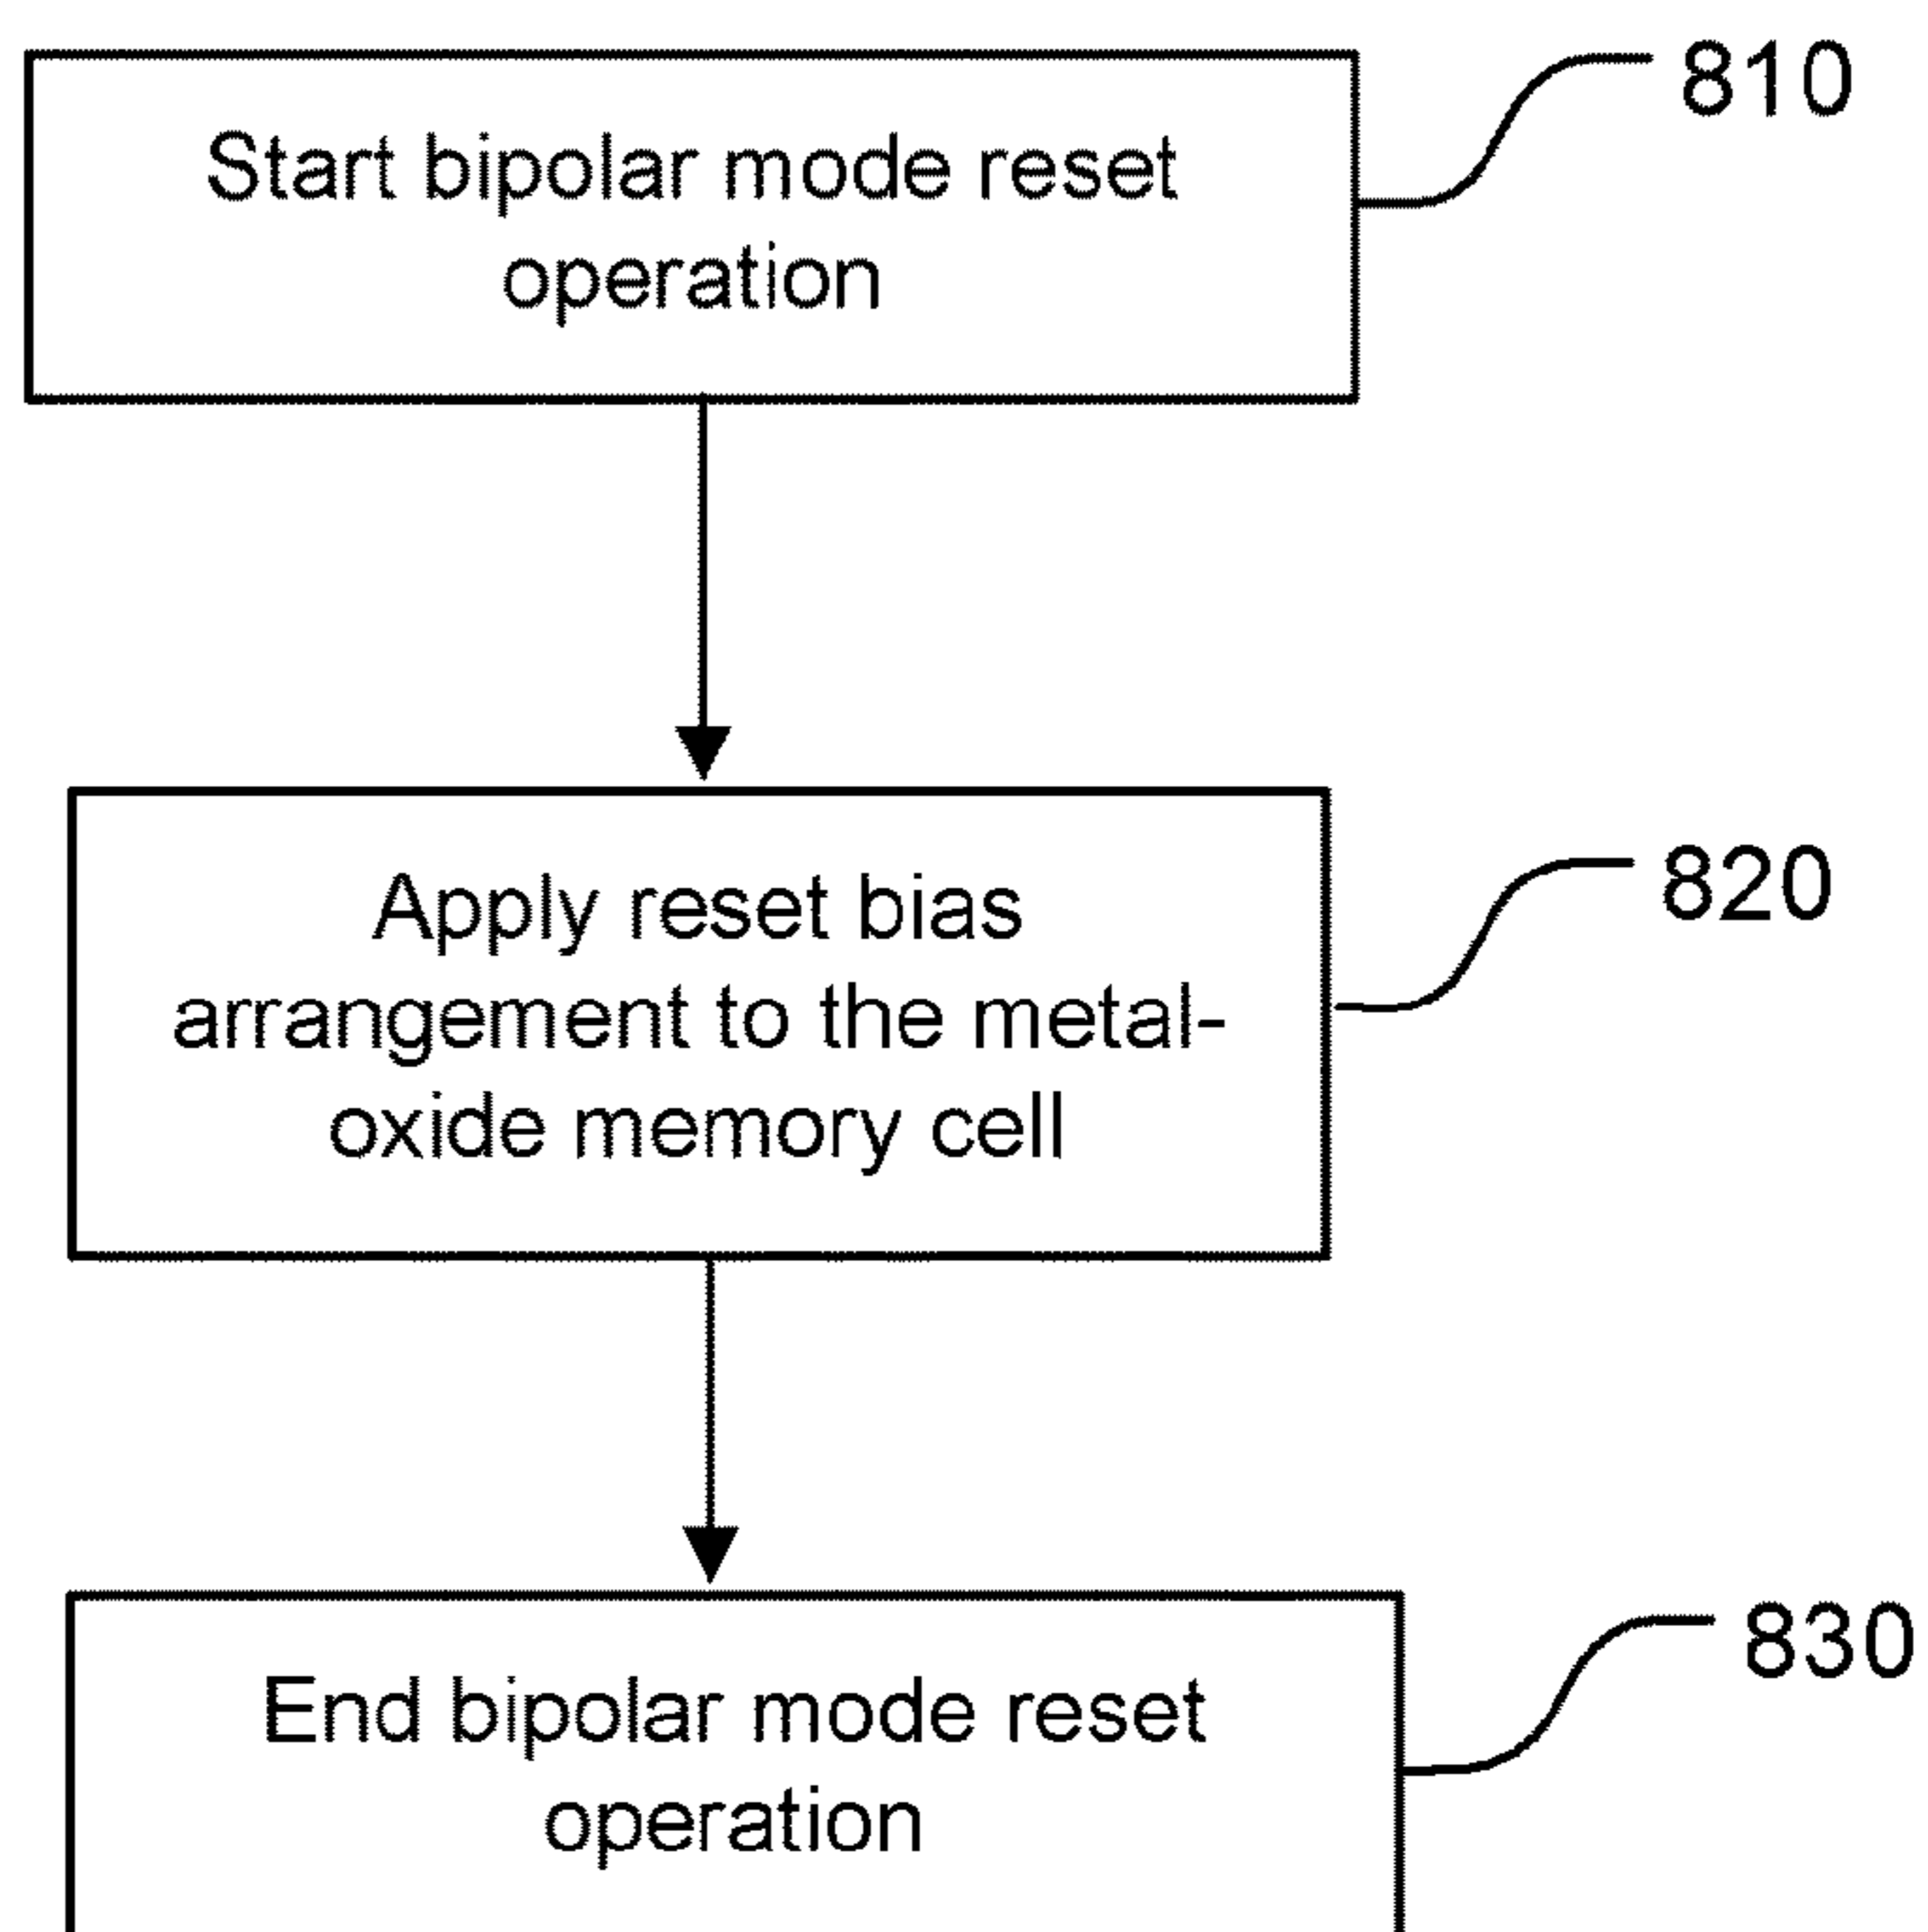 Start bipolar mode reset
operation
810
Apply reset bias
arrangement to the metal-
oxide memory cell
820
End bipolar mode reset
operation
830